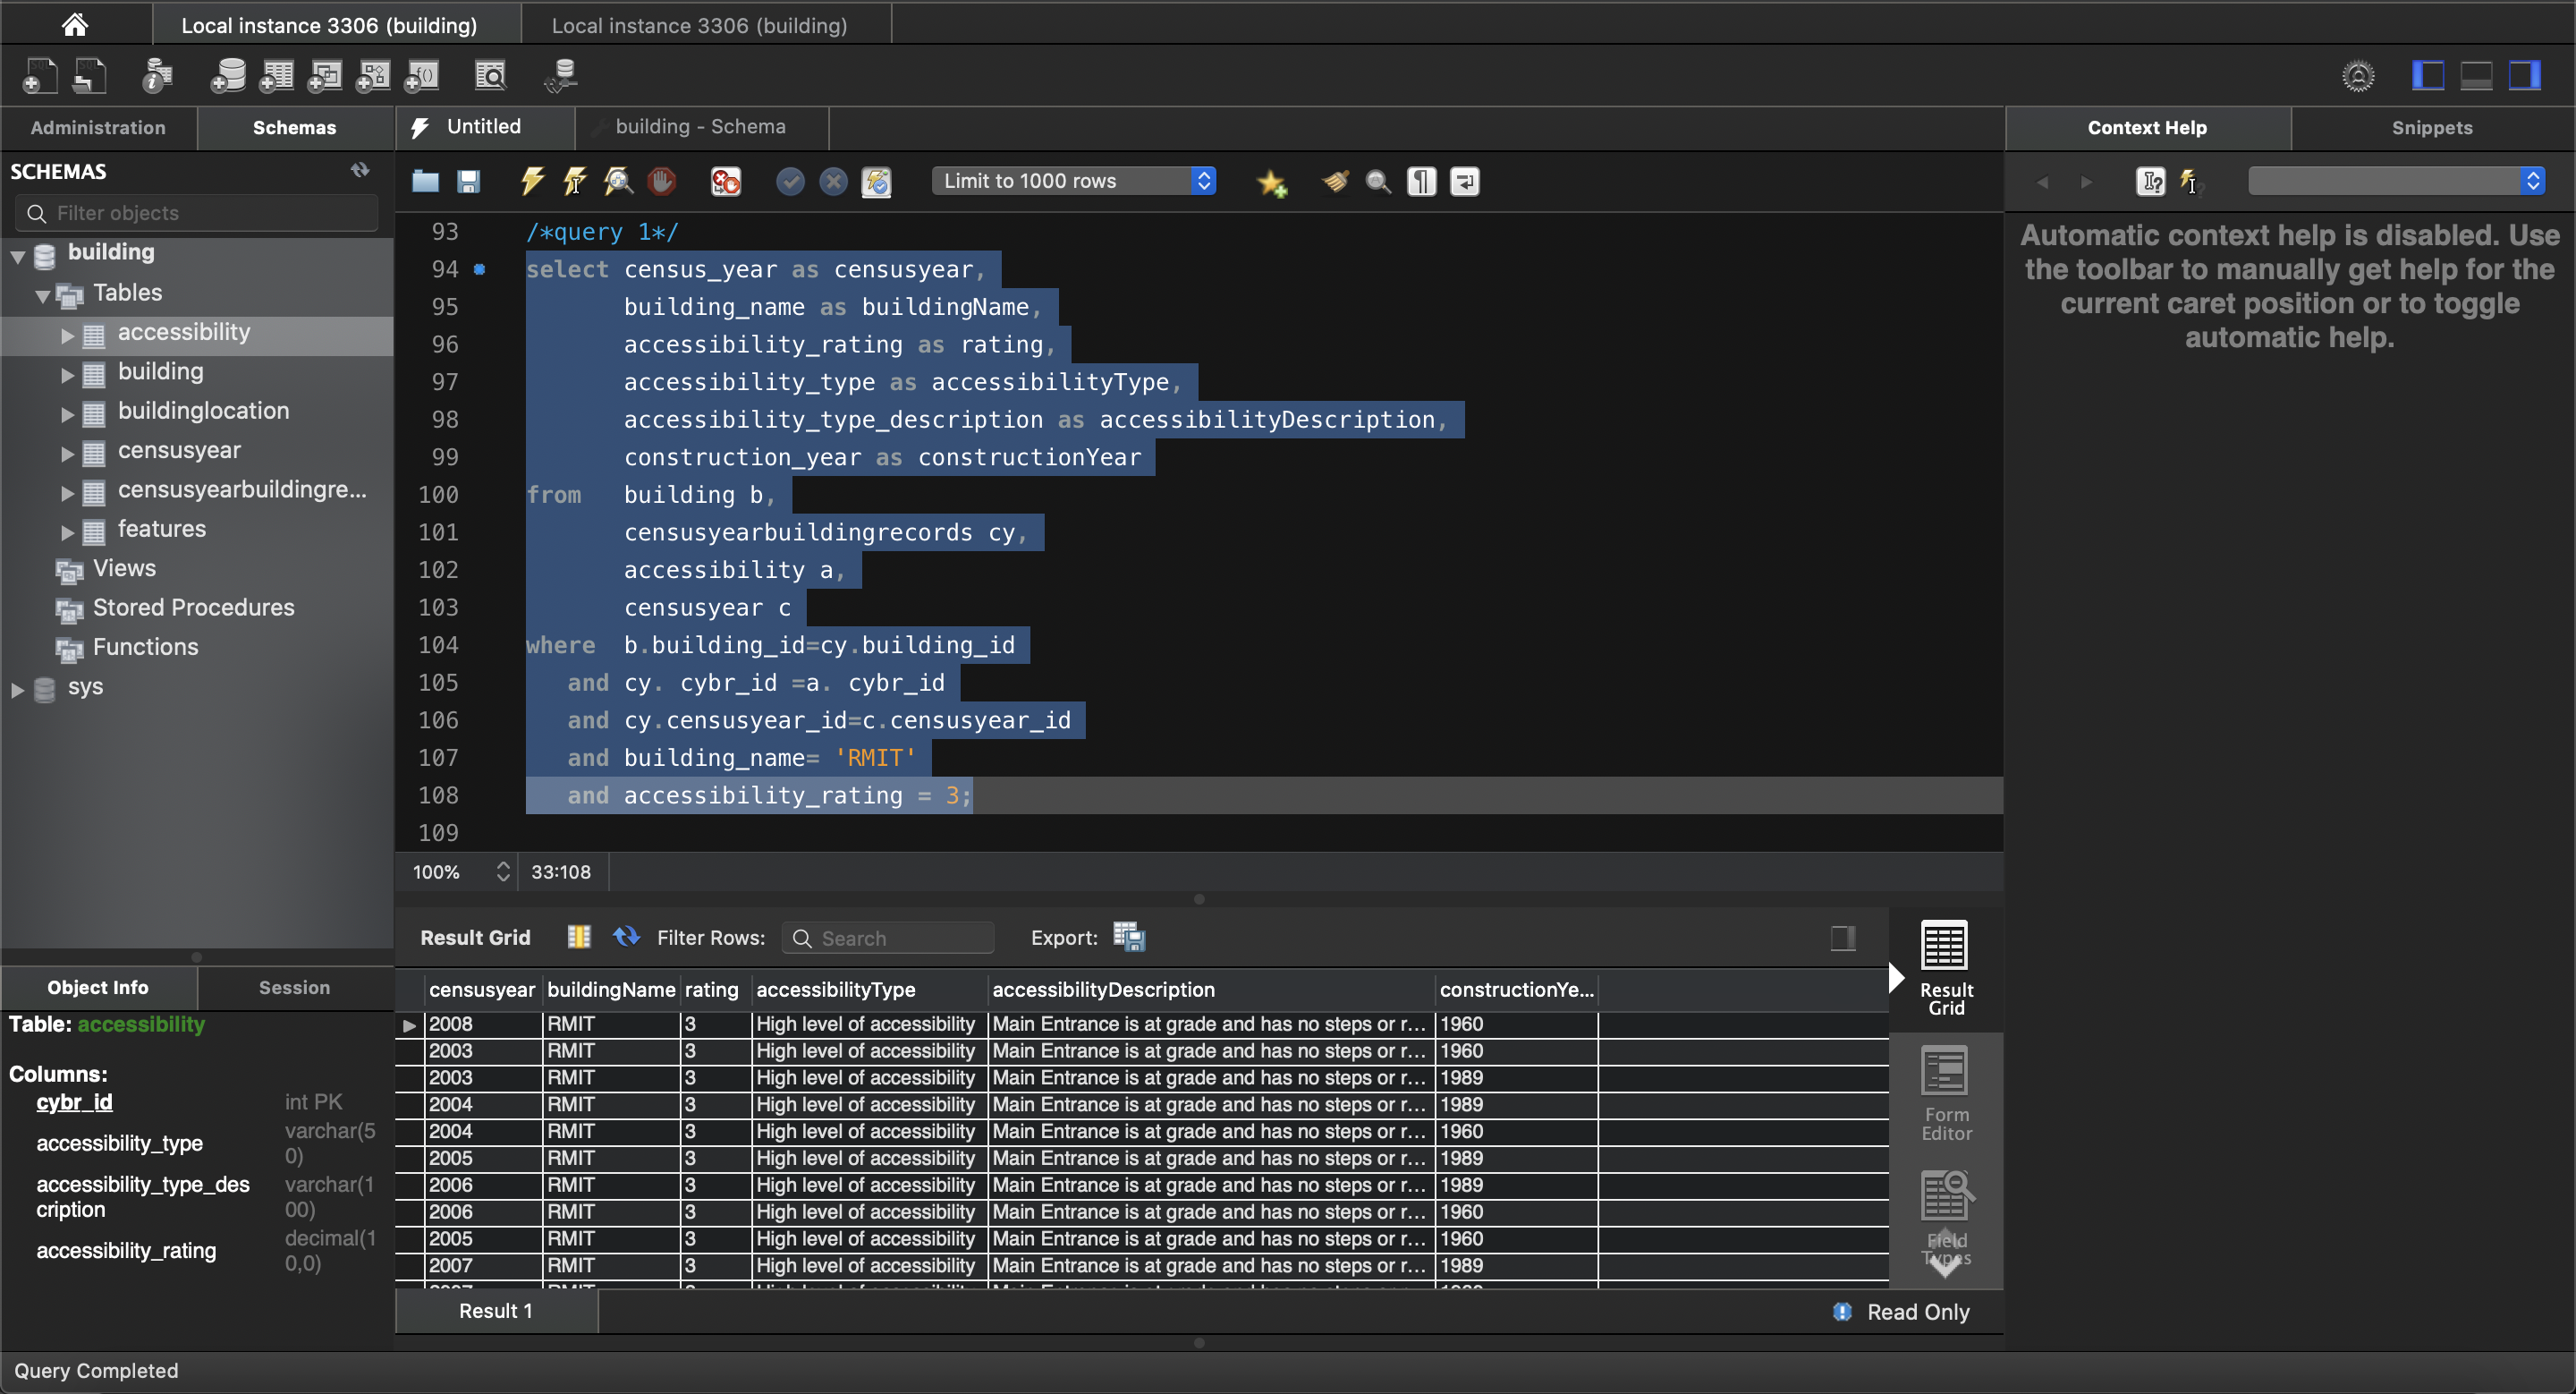 Local instance 3306 (building)
Local instance 3306 (building)
Administration
Schemas
Untitled
building - Schema
Context Help
Snippets
SCHEMAS
Filter objects
building
Tables
accessibility
building
buildinglocation
censusyear
censusyearbuildingre...
features
Views
Stored Procedures
Functions
sys
Limit to 1000 rows
93 /*query 1*/
94 select census_year as censusyear,
95 building_name as buildingName,
96 accessibility_rating as rating,
97 accessibility_type as accessibilityType,
98 accessibility_type_description as accessibilityDescription,
99 construction_year as constructionYear
100 from building b,
101 censusyearbuildingrecords cy,
102 accessibility a,
103 censusyear c
104 where b.building_id=cy.building_id
105 and cy. cybr_id =a. cybr_id
106 and cy.censusyear_id=c.censusyear_id
107 and building_name= 'RMIT'
108 and accessibility_rating = 3;
109
100% 33:108
Automatic context help is disabled. Use
the toolbar to manually get help for the
current caret position or to toggle
automatic help.
Result Grid Filter Rows: Search Export:
censusyear buildingName rating accessibilityType accessibilityDescription constructionYe...
2008 RMIT 3 High level of accessibility Main Entrance is at grade and has no steps or r... 1960
2003 RMIT 3 High level of accessibility Main Entrance is at grade and has no steps or r... 1960
2003 RMIT 3 High level of accessibility Main Entrance is at grade and has no steps or r... 1989
2004 RMIT 3 High level of accessibility Main Entrance is at grade and has no steps or r... 1989
2004 RMIT 3 High level of accessibility Main Entrance is at grade and has no steps or r... 1960
2005 RMIT 3 High level of accessibility Main Entrance is at grade and has no steps or r... 1989
2006 RMIT 3 High level of accessibility Main Entrance is at grade and has no steps or r... 1989
2006 RMIT 3 High level of accessibility Main Entrance is at grade and has no steps or r... 1960
2005 RMIT 3 High level of accessibility Main Entrance is at grade and has no steps or r... 1960
2007 RMIT 3 High level of accessibility Main Entrance is at grade and has no steps or r... 1989
Result
Grid
Form
Editor
Field
Types
Result 1
Read Only
Object Info
Session
Table: accessibility
Columns:
cybr_id int PK
accessibility_type varchar(5
0)
accessibility_type_des varchar(1
cription 00)
accessibility_rating decimal(1
0,0)
Query Completed